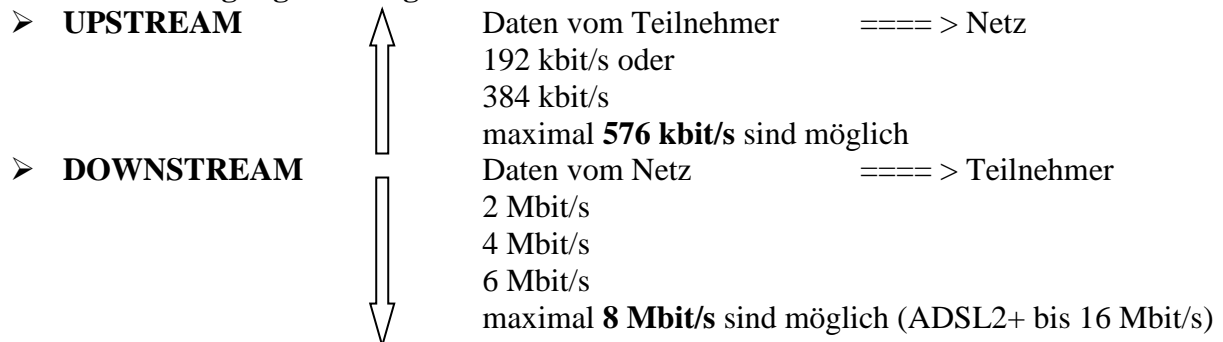 ➢ UPSTREAM Daten vom Teilnehmer ==== > Netz
192 kbit/s oder
384 kbit/s
maximal 576 kbit/s sind möglich
➢ DOWNSTREAM Daten vom Netz ==== > Teilnehmer
2 Mbit/s
4 Mbit/s
6 Mbit/s
maximal 8 Mbit/s sind möglich (ADSL2+ bis 16 Mbit/s)